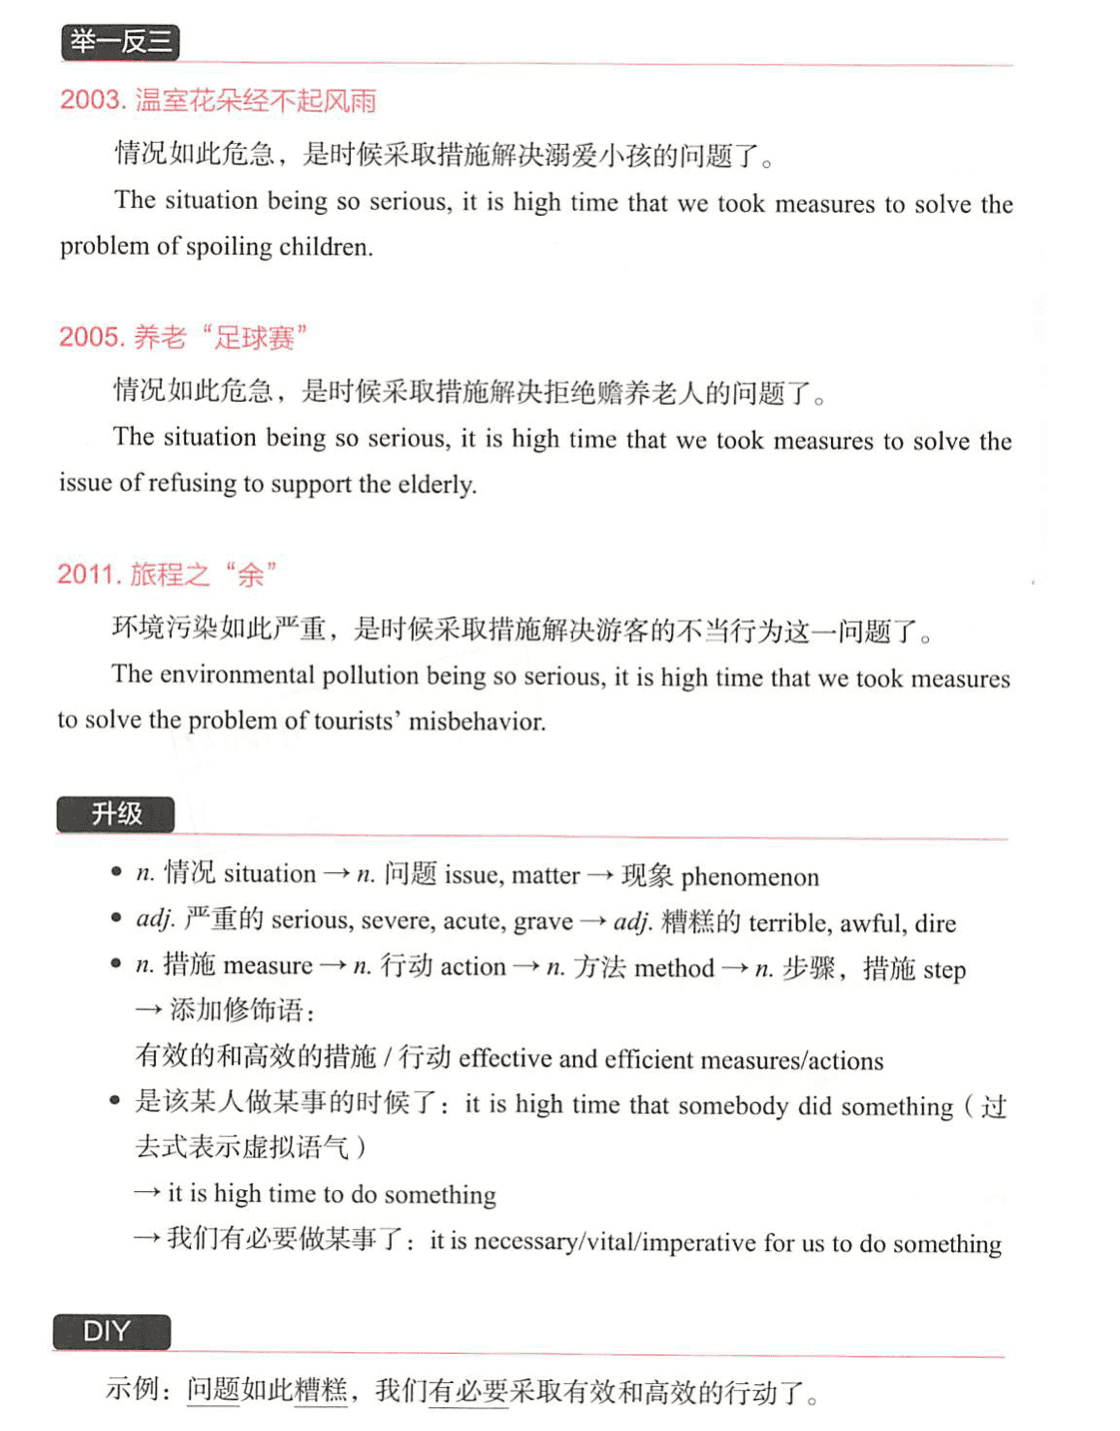 举一反三
2003. 温室花朵经不起风雨
情况如此危急，是时候采取措施解决溺爱小孩的问题了。
The situation being so serious, it is high time that we took measures to solve the
problem of spoiling children.
2005. 养老“足球赛”
情况如此危急，是时候采取措施解决拒绝赡养老人的问题了。
The situation being so serious, it is high time that we took measures to solve the
issue of refusing to support the elderly.
2011. 旅程之“余”
环境污染如此严重，是时候采取措施解决游客的不当行为这一问题了。
The environmental pollution being so serious, it is high time that we took measures
to solve the problem of tourists’ misbehavior.
升级
• n. 情况 situation → n. 问题 issue, matter → 现象 phenomenon
• adj. 严重的 serious, severe, acute, grave → adj. 糟糕的 terrible, awful, dire
• n. 措施 measure → n. 行动 action → n. 方法 method → n. 步骤，措施 step
→ 添加修饰语：
有效的和高效的措施 / 行动 effective and efficient measures/actions
• 是该某人做某事的时候了：it is high time that somebody did something（过
去式表示虚拟语气）
→ it is high time to do something
→ 我们有必要做某事了：it is necessary/vital/imperative for us to do something
DIY
示例：问题如此糟糕，我们有必要采取有效和高效的行动了。